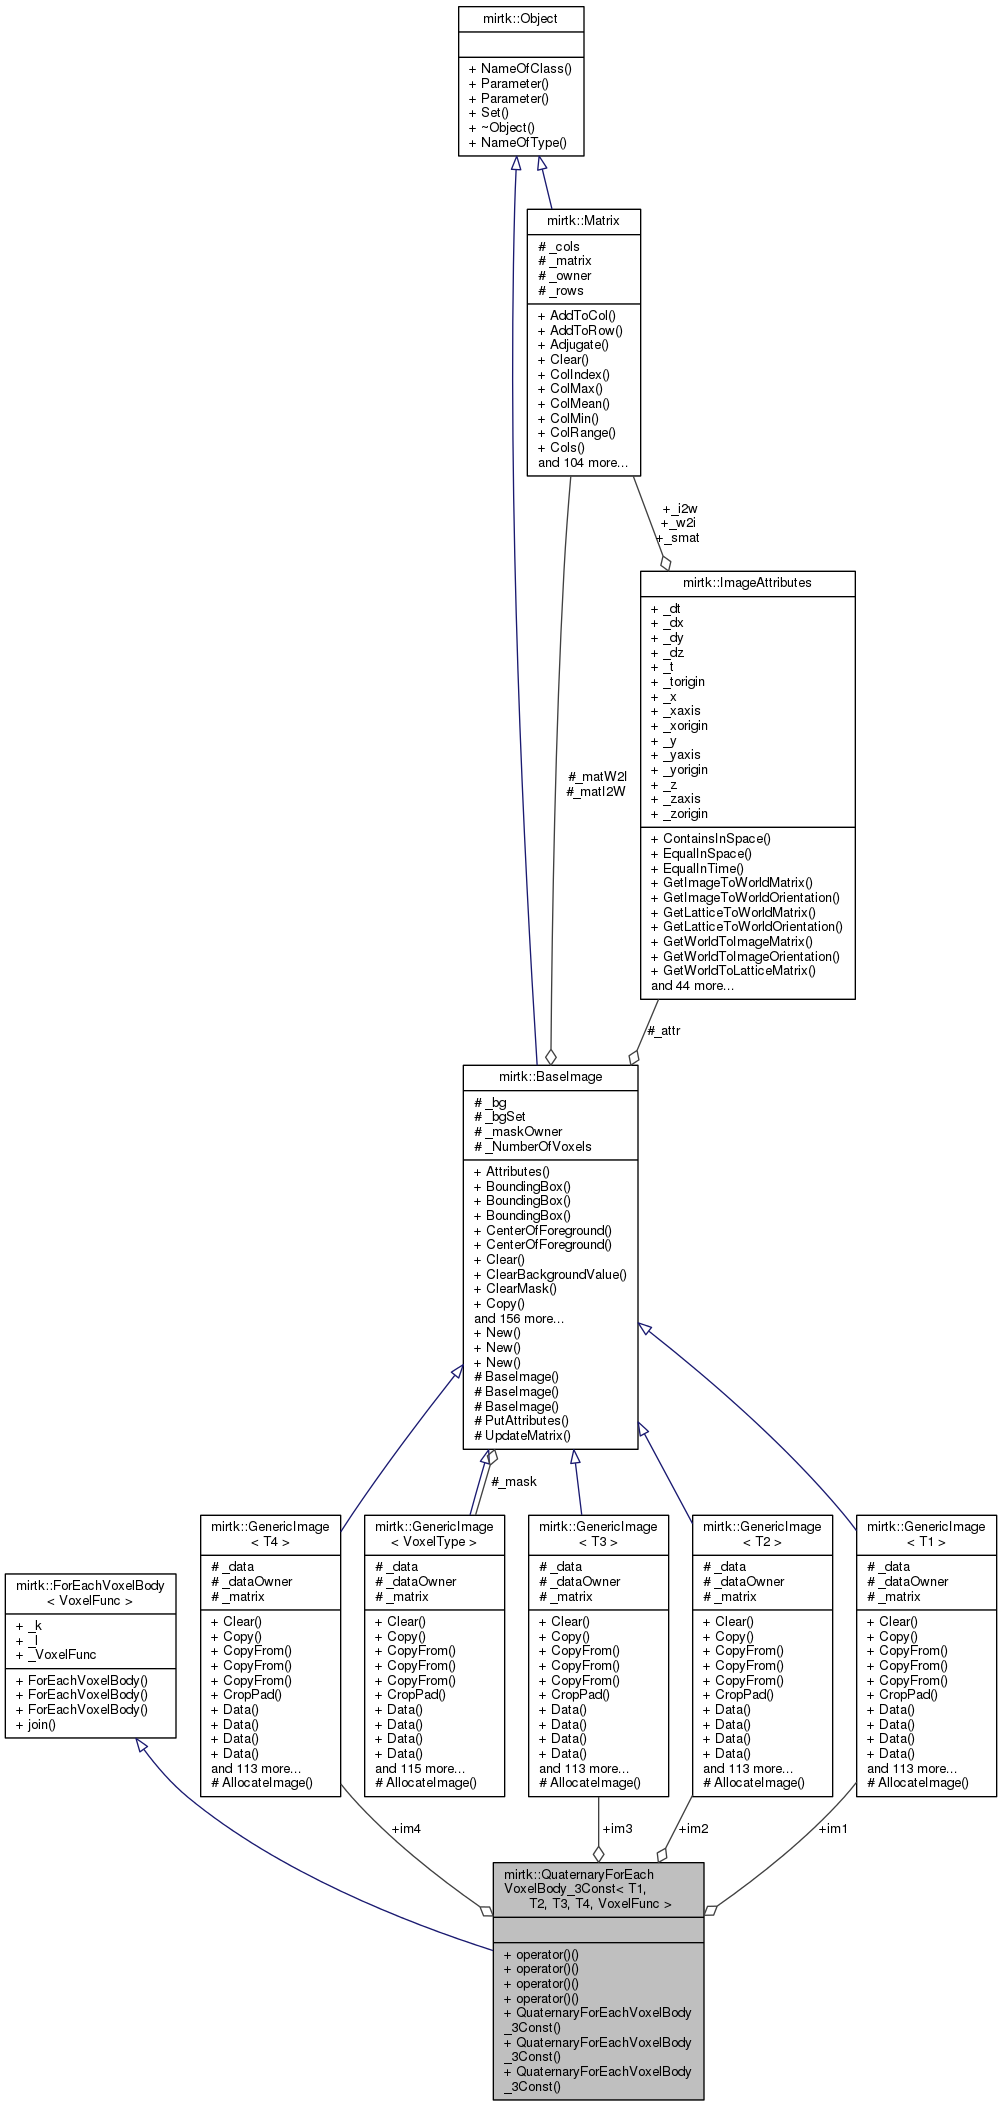 mirtk::Object
+ NameOfClass()
+ Parameter()
+ Parameter()
+ Set()
+ ~Object()
+ NameOfType()
mirtk::Matrix
# _cols
# _matrix
# _owner
# _rows
+ AddToCol()
+ AddToRow()
+ Adjugate()
+ Clear()
+ ColIndex()
+ ColMax()
+ ColMean()
+ ColMin()
+ ColRange()
+ Cols()
and 104 more...
+_i2w
+_w2i
+_smat
mirtk::ImageAttributes
+ _dt
+ _dx
+ _dy
+ _dz
+ _t
+ _torigin
+ _x
+ _xaxis
+ _xorigin
+ _y
+ _yaxis
+ _yorigin
+ _z
+ _zaxis
+ _zorigin
+ ContainsInSpace()
+ EqualInSpace()
+ EqualInTime()
+ GetImageToWorldMatrix()
+ GetImageToWorldOrientation()
+ GetLatticeToWorldMatrix()
+ GetLatticeToWorldOrientation()
+ GetWorldToImageMatrix()
+ GetWorldToImageOrientation()
+ GetWorldToLatticeMatrix()
and 44 more...
#_matW2I
#_matI2W
#_attr
mirtk::BaseImage
# _bg
# _bgSet
# _maskOwner
# _NumberOfVoxels
+ Attributes()
+ BoundingBox()
+ BoundingBox()
+ BoundingBox()
+ CenterOfForeground()
+ CenterOfForeground()
+ Clear()
+ ClearBackgroundValue()
+ ClearMask()
+ Copy()
and 156 more...
+ New()
+ New()
+ New()
# BaseImage()
# BaseImage()
# BaseImage()
# PutAttributes()
# UpdateMatrix()
#_mask
mirtk::ForEachVoxelBody
< VoxelFunc >
+ _k
+ _l
+ _VoxelFunc
+ ForEachVoxelBody()
+ ForEachVoxelBody()
+ ForEachVoxelBody()
+ join()
mirtk::GenericImage
< T4 >
# _data
# _dataOwner
# _matrix
+ Clear()
+ Copy()
+ CopyFrom()
+ CopyFrom()
+ CopyFrom()
+ CropPad()
+ Data()
+ Data()
+ Data()
+ Data()
and 113 more...
# AllocateImage()
mirtk::GenericImage
< VoxelType >
# _data
# _dataOwner
# _matrix
+ Clear()
+ Copy()
+ CopyFrom()
+ CopyFrom()
+ CopyFrom()
+ CropPad()
+ Data()
+ Data()
+ Data()
+ Data()
and 115 more...
# AllocateImage()
mirtk::GenericImage
< T3 >
# _data
# _dataOwner
# _matrix
+ Clear()
+ Copy()
+ CopyFrom()
+ CopyFrom()
+ CopyFrom()
+ CropPad()
+ Data()
+ Data()
+ Data()
+ Data()
and 113 more...
# AllocateImage()
mirtk::GenericImage
< T2 >
# _data
# _dataOwner
# _matrix
+ Clear()
+ Copy()
+ CopyFrom()
+ CopyFrom()
+ CopyFrom()
+ CropPad()
+ Data()
+ Data()
+ Data()
+ Data()
and 113 more...
# AllocateImage()
mirtk::GenericImage
< T1 >
# _data
# _dataOwner
# _matrix
+ Clear()
+ Copy()
+ CopyFrom()
+ CopyFrom()
+ CopyFrom()
+ CropPad()
+ Data()
+ Data()
+ Data()
+ Data()
and 113 more...
# AllocateImage()
+im4
+im3
+im2
+im1
mirtk::QuaternaryForEach
VoxelBody_3Const< T1,
T2, T3, T4, VoxelFunc >
+ operator()()
+ operator()()
+ operator()()
+ operator()()
+ QuaternaryForEachVoxelBody
_3Const()
+ QuaternaryForEachVoxelBody
_3Const()
+ QuaternaryForEachVoxelBody
_3Const()